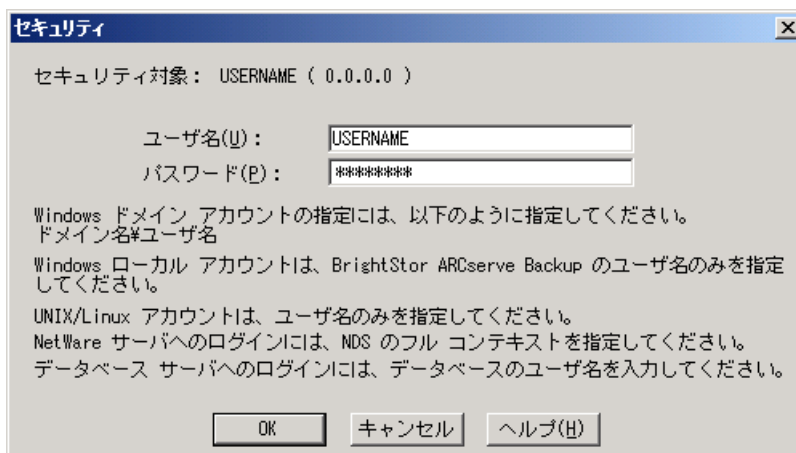 セキュリティ
セキュリティ対象： USERNAME ( 0.0.0.0 )
ユーザ名(U)： USERNAME
パスワード(P)： ********
Windows ドメイン アカウントの指定には、以下のように指定してください。
ドメイン名¥ユーザ名
Windows ローカル アカウントは、BrightStor ARCserve Backup のユーザ名のみを指定
してください。
UNIX/Linux アカウントは、ユーザ名のみを指定してください。
NetWare サーバへのログインには、NDS のフル コンテキストを指定してください。
データベース サーバへのログインには、データベースのユーザ名を入力してください。
OK キャンセル ヘルプ(H)